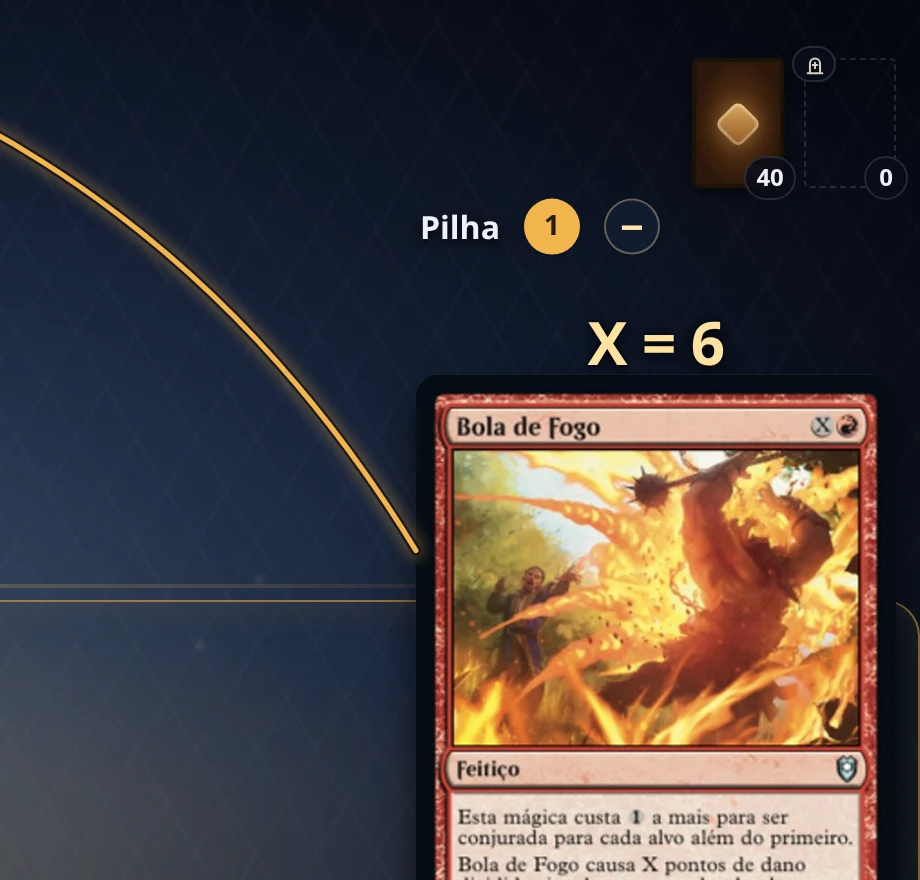 40
0
Pilha 1 –
X = 6
Bola de Fogo X
Feitiço
Esta mágica custa 1 a mais para ser
conjurada para cada alvo além do primeiro.
Bola de Fogo causa X pontos de dano